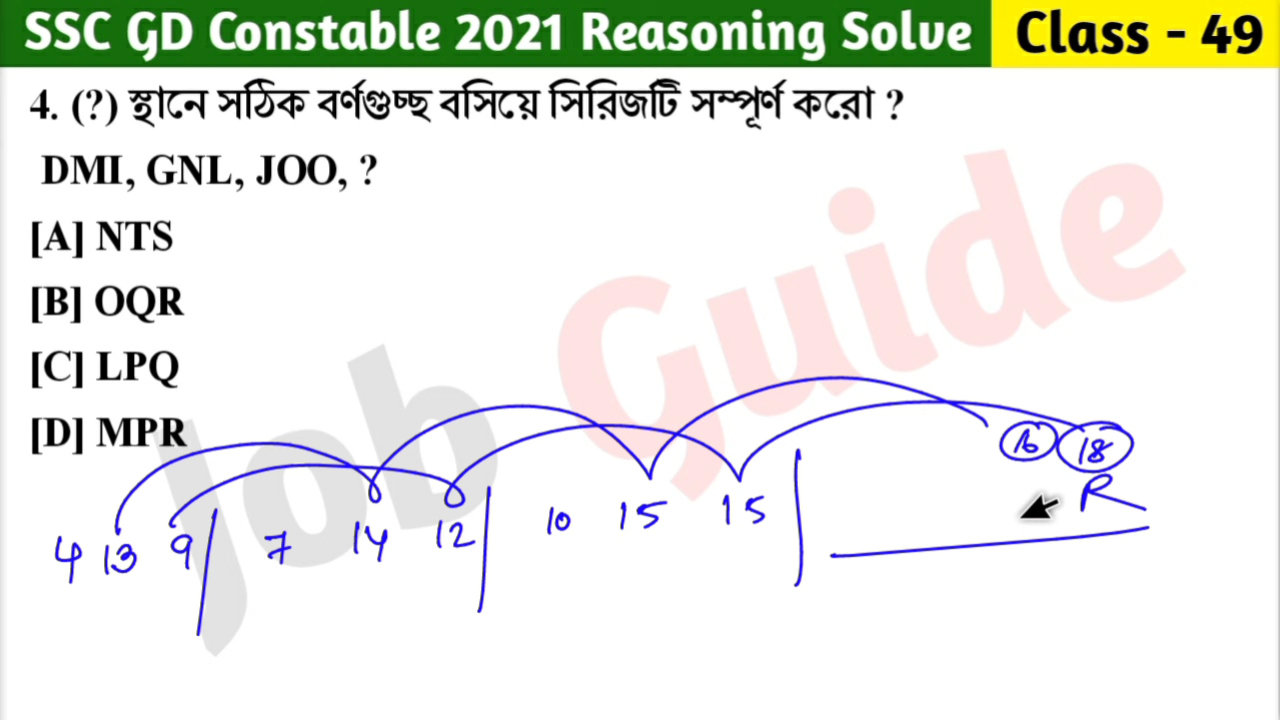 SSC GD Constable 2021 Reasoning Solve Class - 49
4. (?) স্থানে সঠিক বর্ণগুচ্ছ বসিয়ে সিরিজটি সম্পূর্ণ করো ?
DMI, GNL, JOO, ?
[A] NTS
[B] OQR
[C] LPQ
[D] MPR
Job Guide
16 18
R
4 13 9 7 14 12 10 15 15